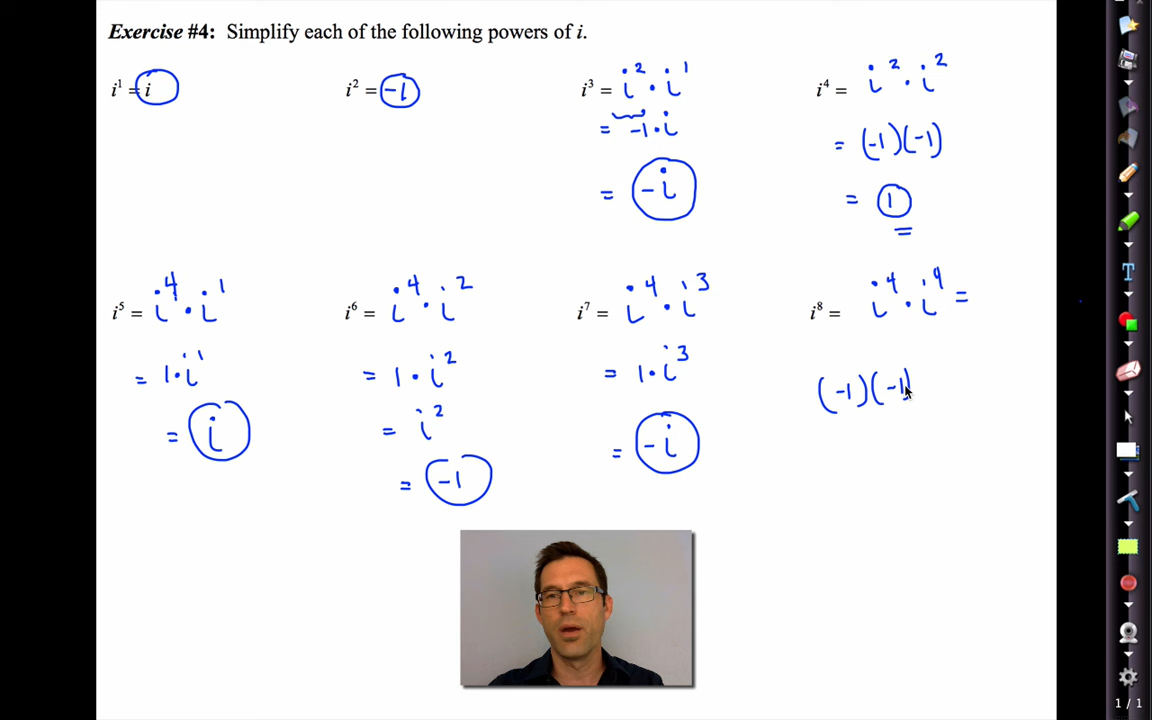 Exercise #4: Simplify each of the following powers of i.
i¹ = i
i² = -1
i³ = i² · i¹
= -1 · i
= -i
i⁴ = i² · i²
= (-1)(-1)
= 1
i⁵ = i⁴ · i¹
= 1 · i¹
= i
i⁶ = i⁴ · i²
= 1 · i²
= i²
= -1
i⁷ = i⁴ · i³
= 1 · i³
= -i
i⁸ = i⁴ · i⁴ =
(-1)(-1)
T
1 / 1